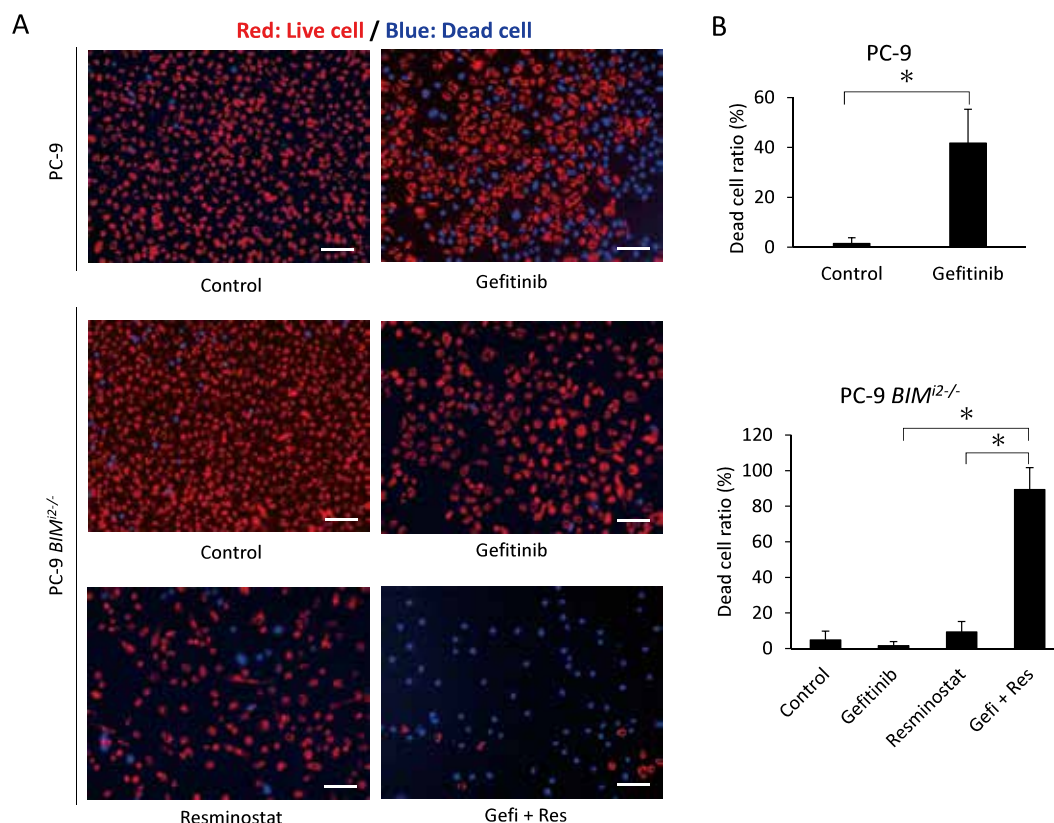 A
Red: Live cell / Blue: Dead cell
PC-9
Control
Gefitinib
PC-9 BIMi2-/-
Control
Gefitinib
Resminostat
Gefi + Res
B
PC-9
*
Dead cell ratio (%)
60
40
20
0
Control
Gefitinib
PC-9 BIMi2-/-
*
*
Dead cell ratio (%)
120
100
80
60
40
20
0
Control
Gefitinib
Resminostat
Gefi + Res